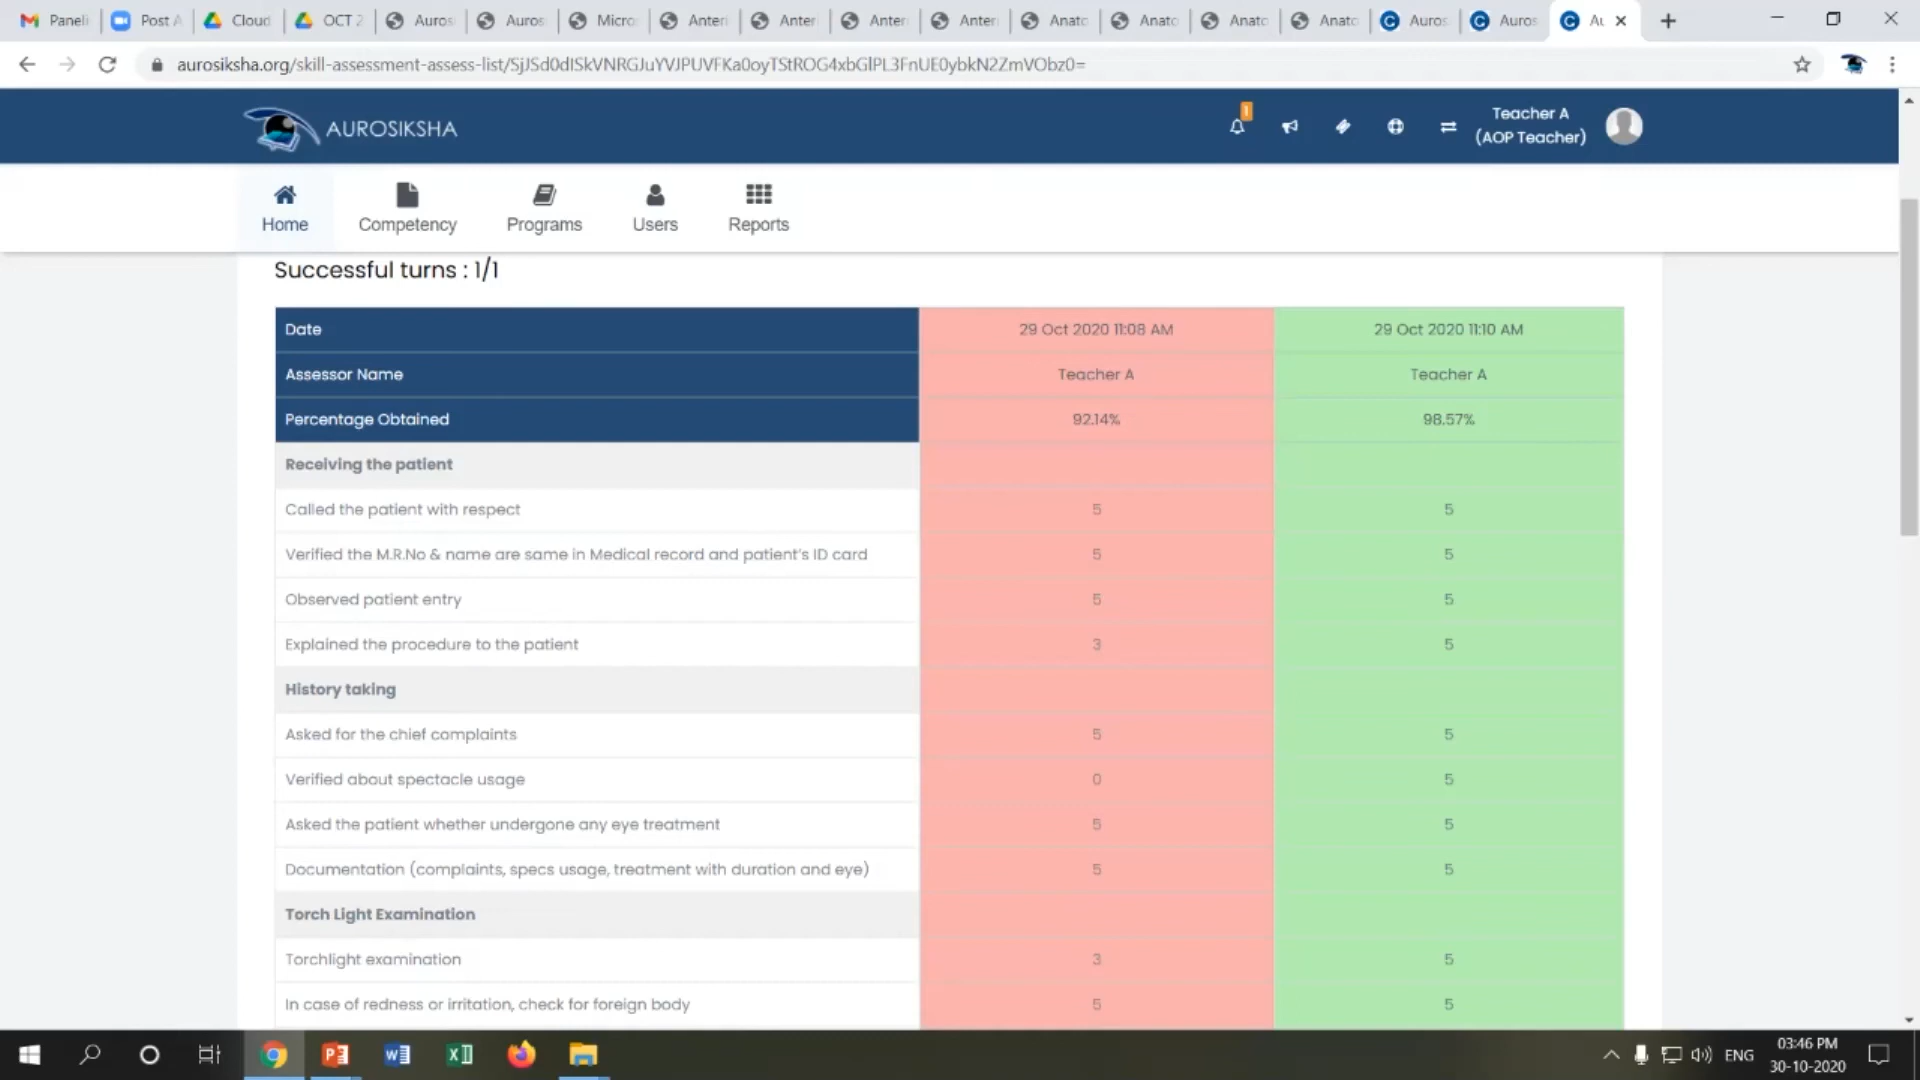 Paneli
Post A
Cloud
OCT 2
Auros
Auros
Micro
Anteri
Anter
Anter
Anter
Anato
Anato
Anato
Anato
Auros
Auros
Au
aurosiksha.org/skill-assessment-assess-list/
AUROSIKSHA
1
Teacher A
(AOP Teacher)
Home Competency Programs Users Reports
Successful turns : 1/1
Date 29 Oct 2020 11:08 AM 29 Oct 2020 11:10 AM
Assessor Name Teacher A Teacher A
Percentage Obtained 92.14% 98.57%
Receiving the patient
Called the patient with respect 5 5
Verified the M.R.No & name are same in Medical record and patient's ID card 5 5
Observed patient entry 5 5
Explained the procedure to the patient 3 5
History taking
Asked for the chief complaints 5 5
Verified about spectacle usage 0 5
Asked the patient whether undergone any eye treatment 5 5
Documentation (complaints, specs usage, treatment with duration and eye) 5 5
Torch Light Examination
Torchlight examination 3 5
In case of redness or irritation, check for foreign body 5 5
ENG
03:46 PM
30-10-2020